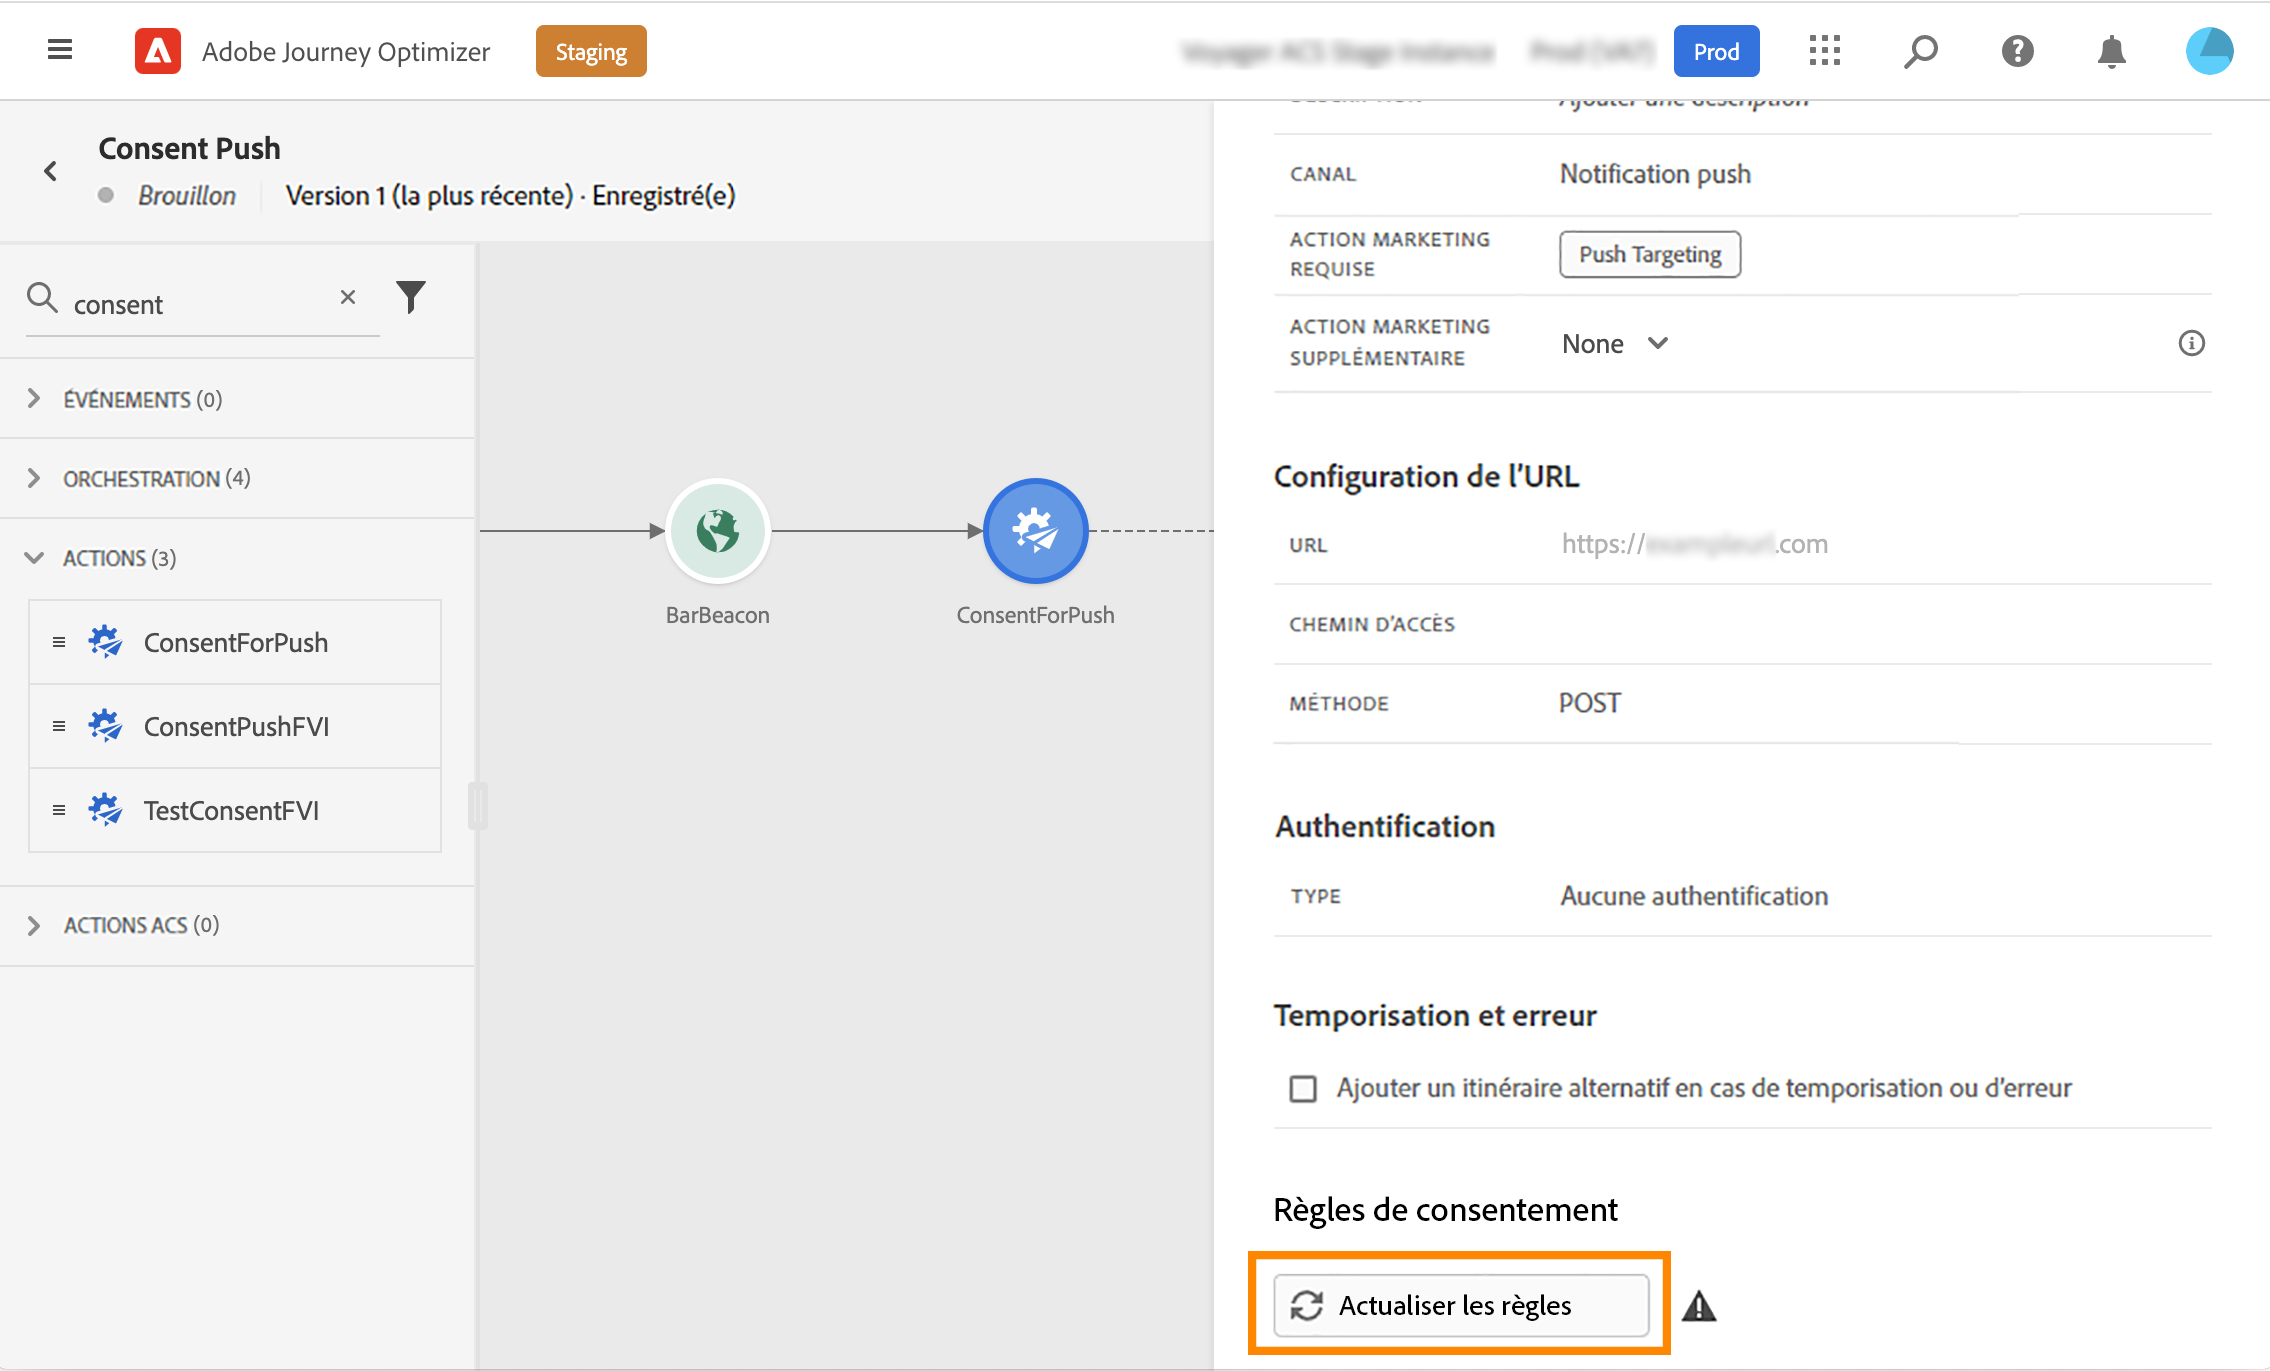 Adobe Journey Optimizer
Staging
Prod
Consent Push
Brouillon
Version 1 (la plus récente) · Enregistré(e)
consent
ÉVÉNEMENTS (0)
ORCHESTRATION (4)
ACTIONS (3)
ConsentForPush
ConsentPushFVI
TestConsentFVI
ACTIONS ACS (0)
BarBeacon
ConsentForPush
Ajouter une description
CANAL
Notification push
ACTION MARKETING
REQUISE
Push Targeting
ACTION MARKETING
SUPPLÉMENTAIRE
None
Configuration de l’URL
URL
https://
.com
CHEMIN D’ACCÈS
MÉTHODE
POST
Authentification
TYPE
Aucune authentification
Temporisation et erreur
Ajouter un itinéraire alternatif en cas de temporisation ou d’erreur
Règles de consentement
Actualiser les règles